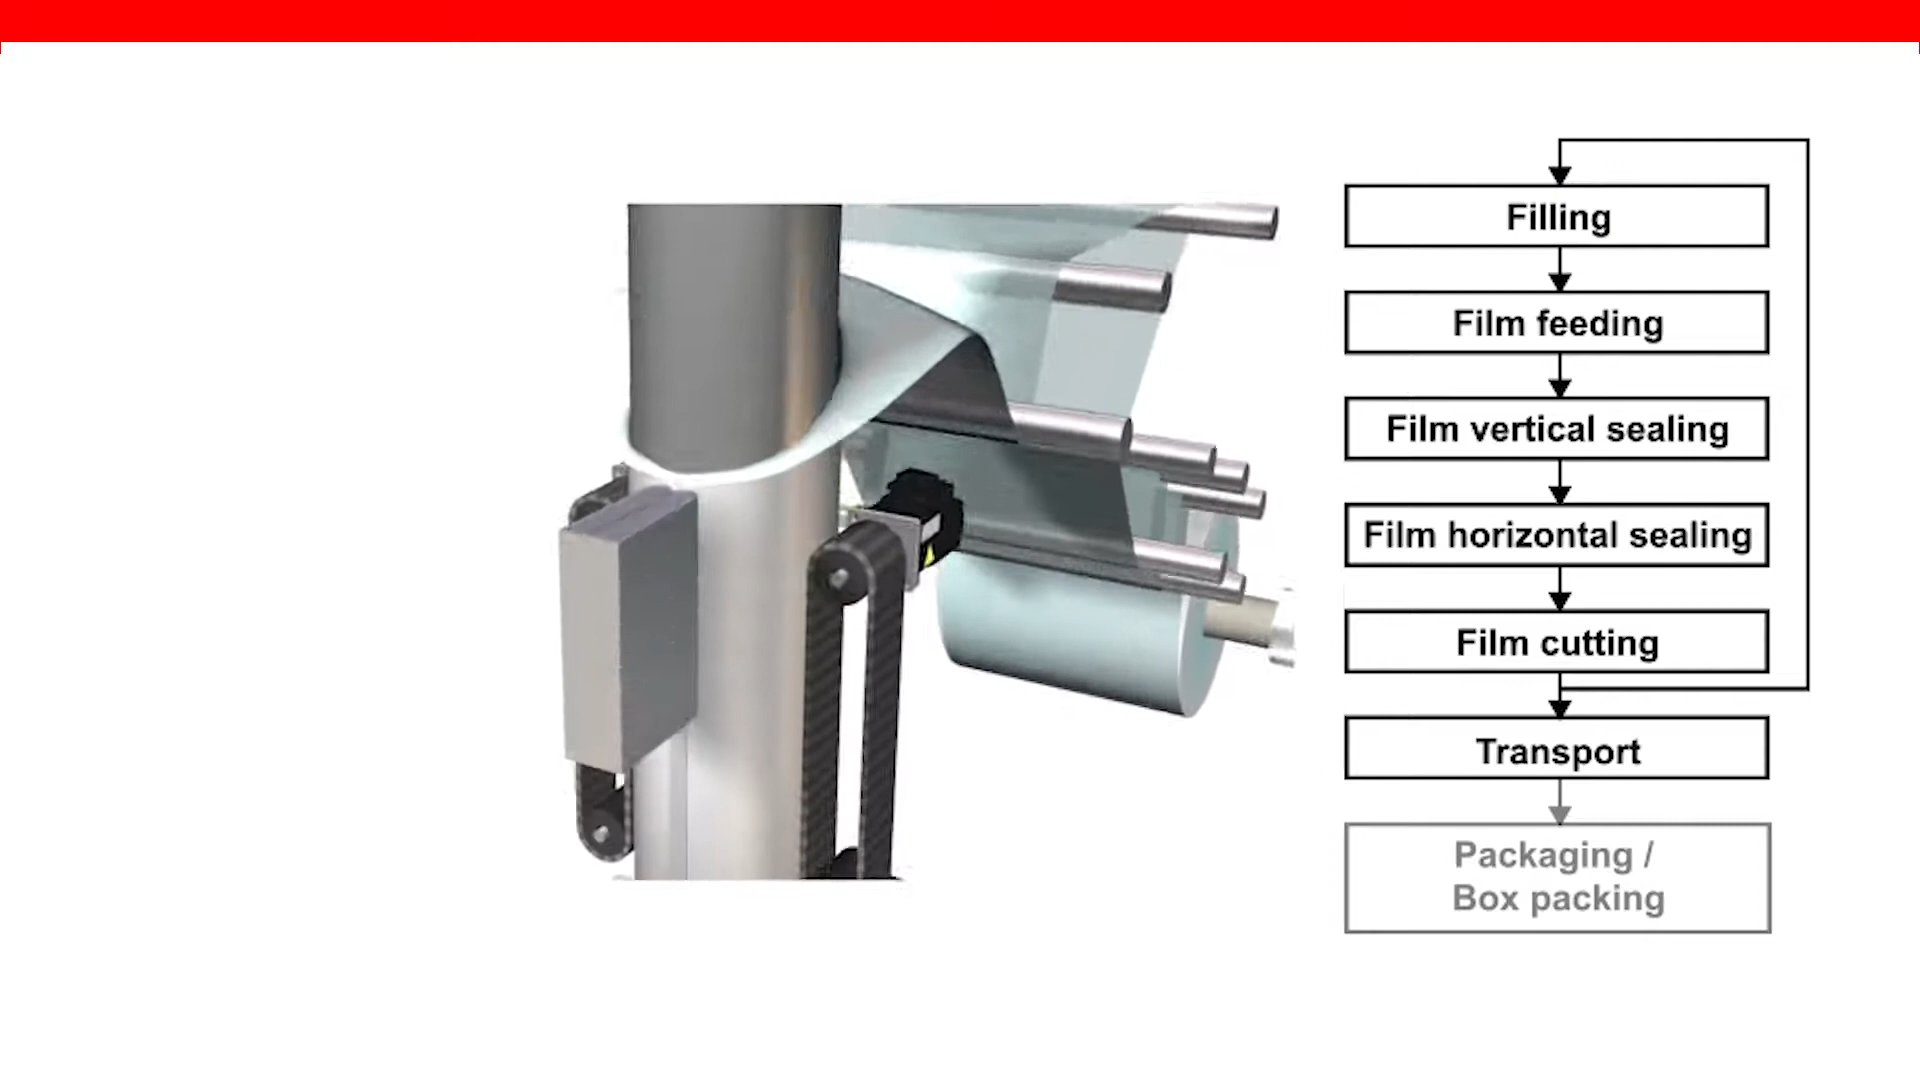 Filling
Film feeding
Film vertical sealing
Film horizontal sealing
Film cutting
Transport
Packaging /
Box packing